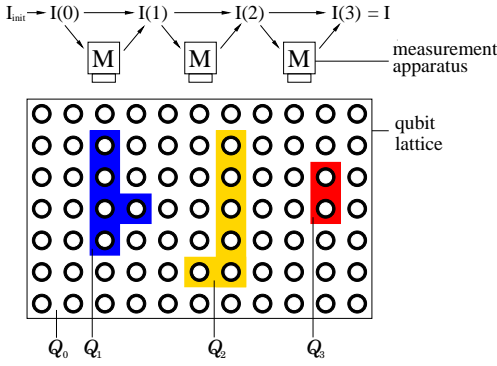 I_init → I(0) → I(1) → I(2) → I(3) = I
M M M
measurement
apparatus
qubit
lattice
Q_0 Q_1 Q_2 Q_3